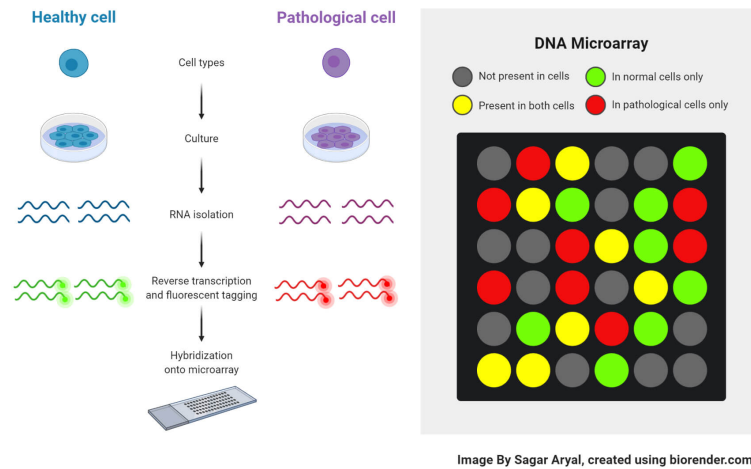 Healthy cell
Pathological cell
Cell types
Culture
RNA isolation
Reverse transcription
and fluorescent tagging
Hybridization
onto microarray
DNA Microarray
Not present in cells
In normal cells only
Present in both cells
In pathological cells only
Image By Sagar Aryal, created using biorender.com